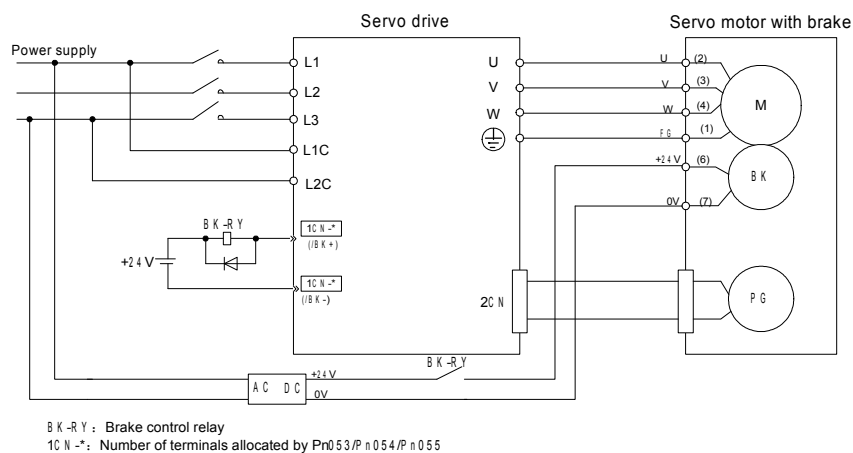 Servo drive
Servo motor with brake
Power supply
L1
L2
L3
L1C
L2C
U
V
W
U
V
W
FG
(2)
(3)
(4)
(1)
M
+24V
(6)
BK
0V
(7)
BK-RY
1CN-*
(/BK+)
+24V
1CN-*
(/BK-)
2CN
PG
BK-RY
AC DC
+24V
0V
BK-RY: Brake control relay
1CN-*: Number of terminals allocated by Pn053/Pn054/Pn055